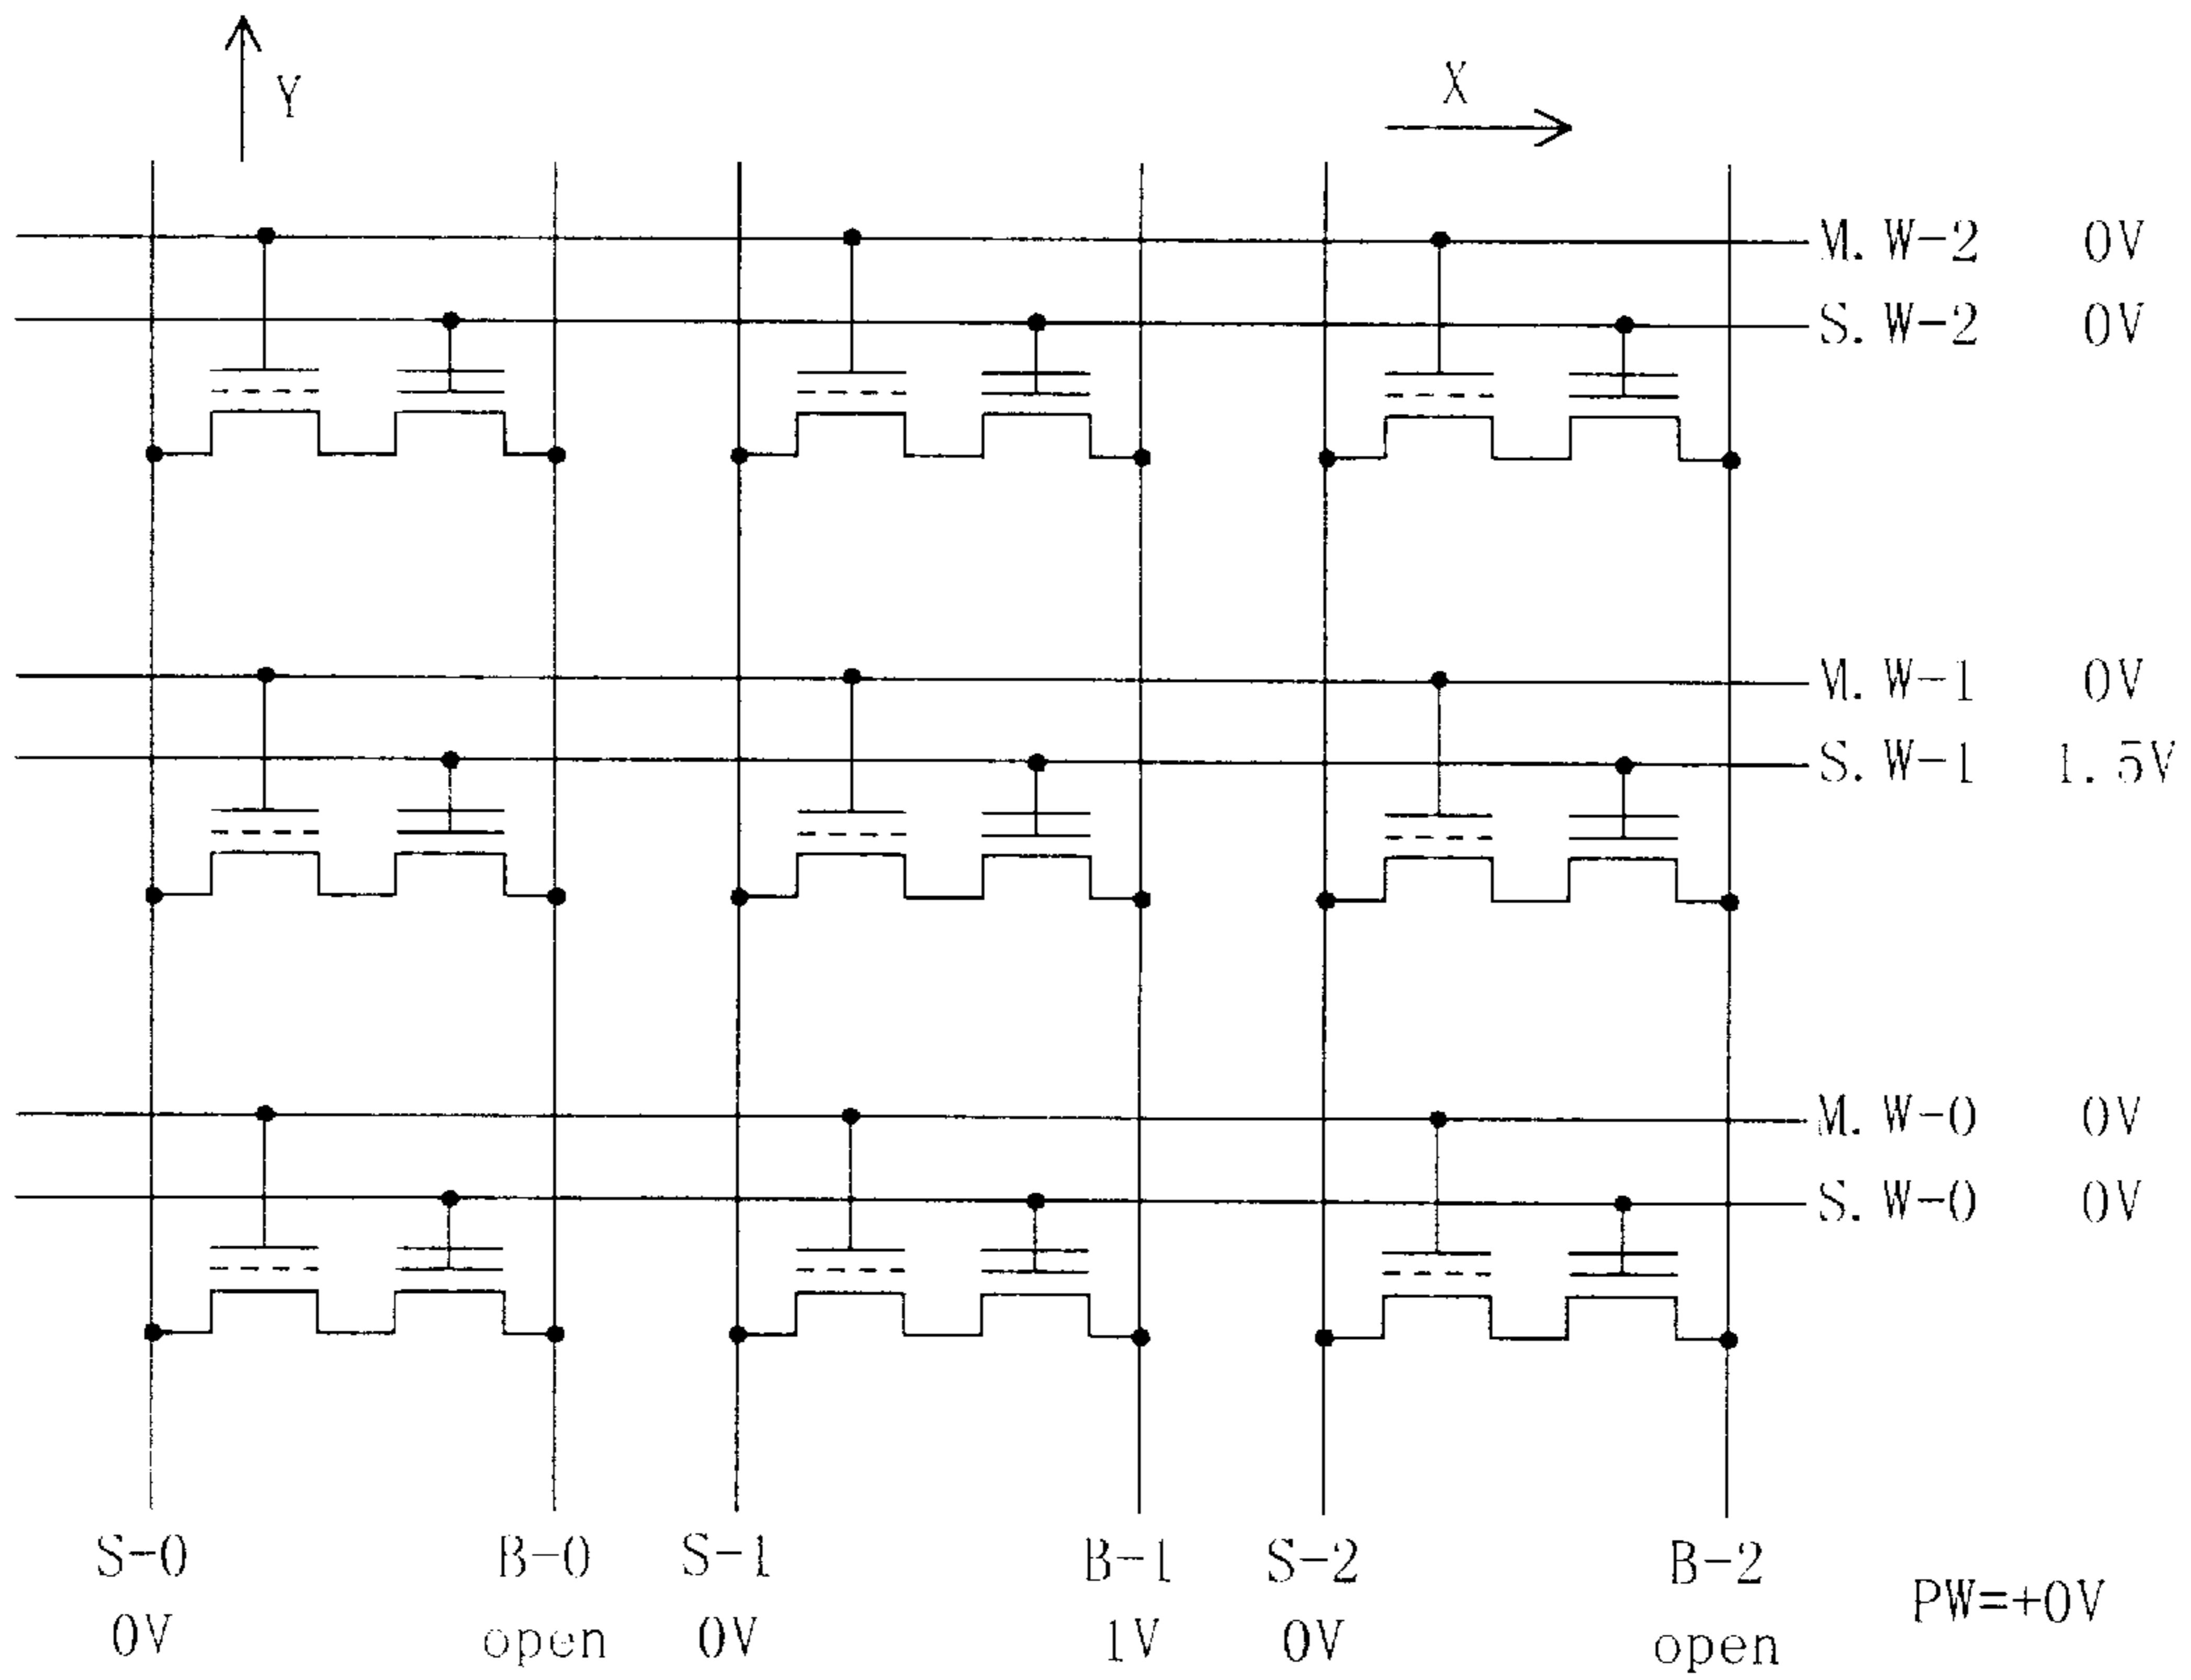 Y
X
M. W-2 0V
S. W-2 0V
M. W-1 0V
S. W-1 1. 5V
M. W-0 0V
S. W-0 0V
S-0 B-0 S-1 B-1 S-2 B-2
0V open 0V 1V 0V open
PW=+0V